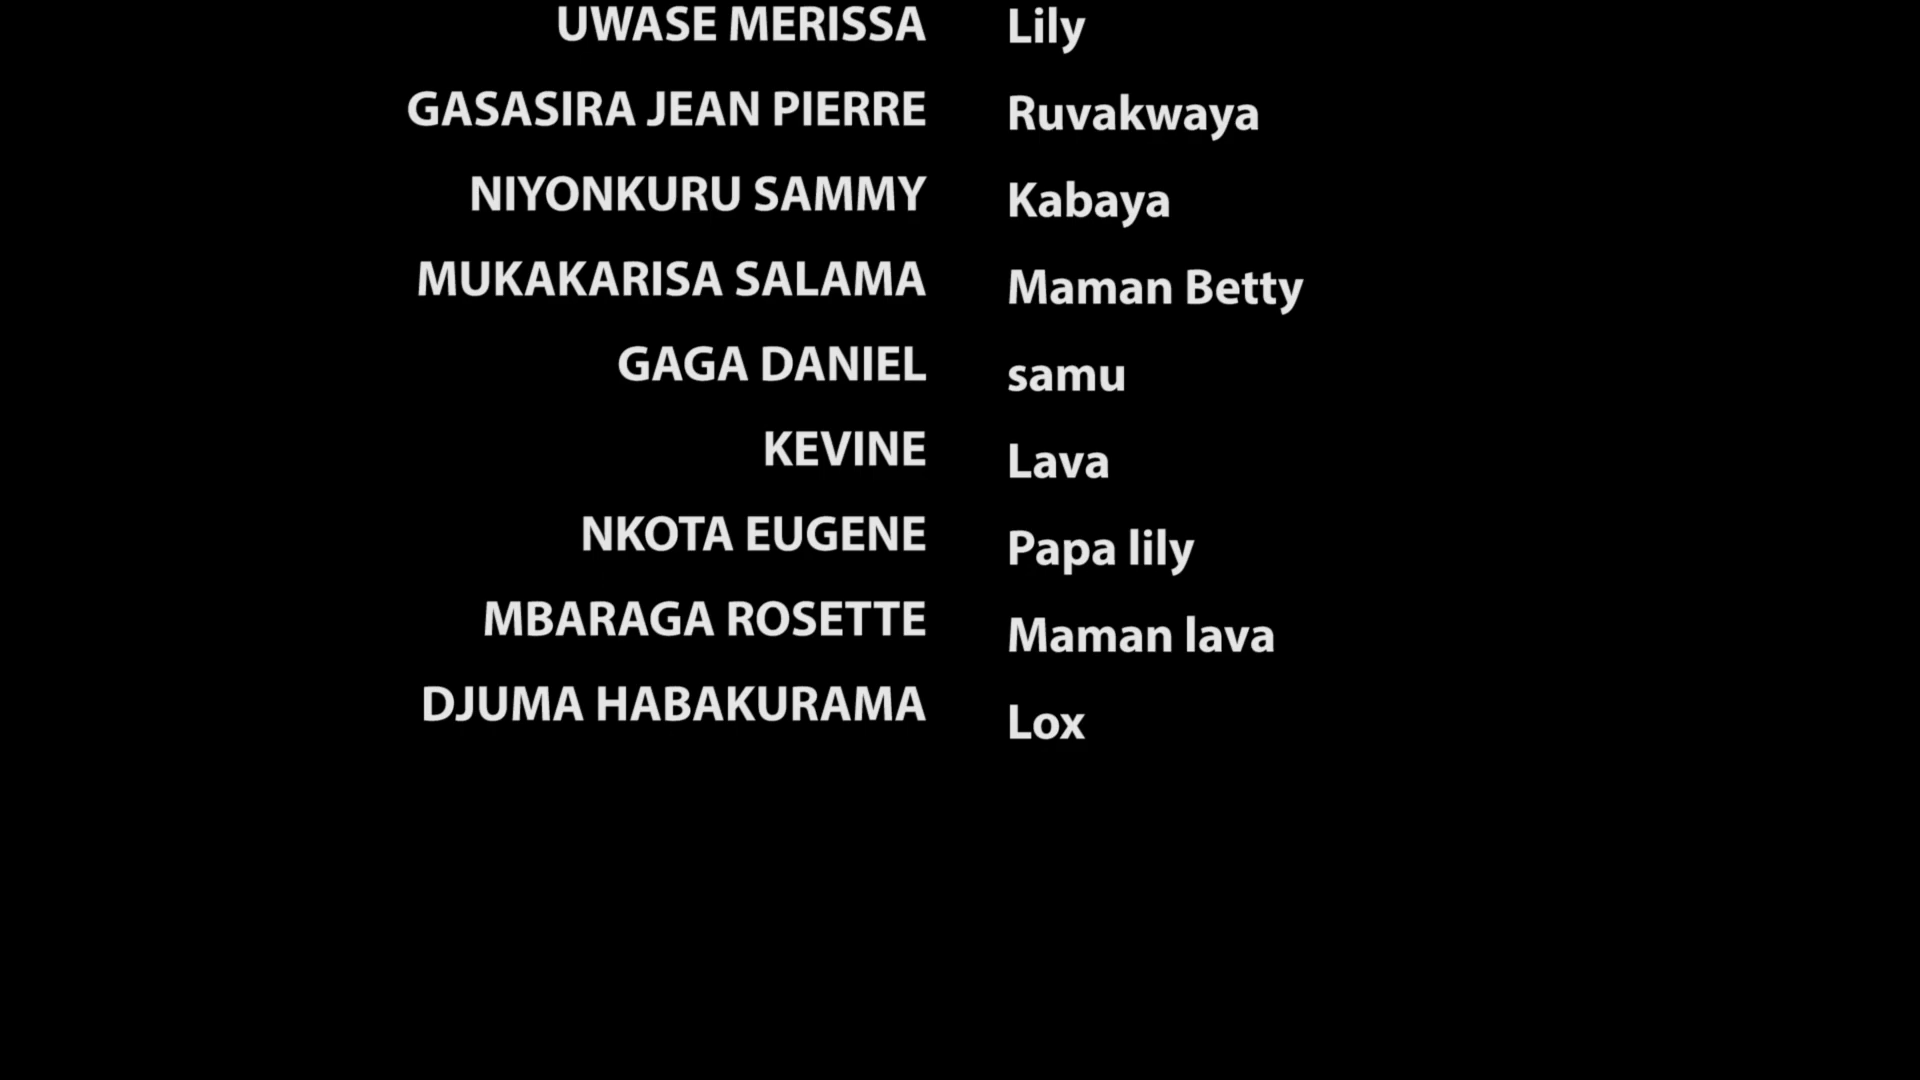 UWASE MERISSA Lily
GASASIRA JEAN PIERRE Ruvakwaya
NIYONKURU SAMMY Kabaya
MUKAKARISA SALAMA Maman Betty
GAGA DANIEL samu
KEVINE Lava
NKOTA EUGENE Papa lily
MBARAGA ROSETTE Maman lava
DJUMA HABAKURAMA Lox